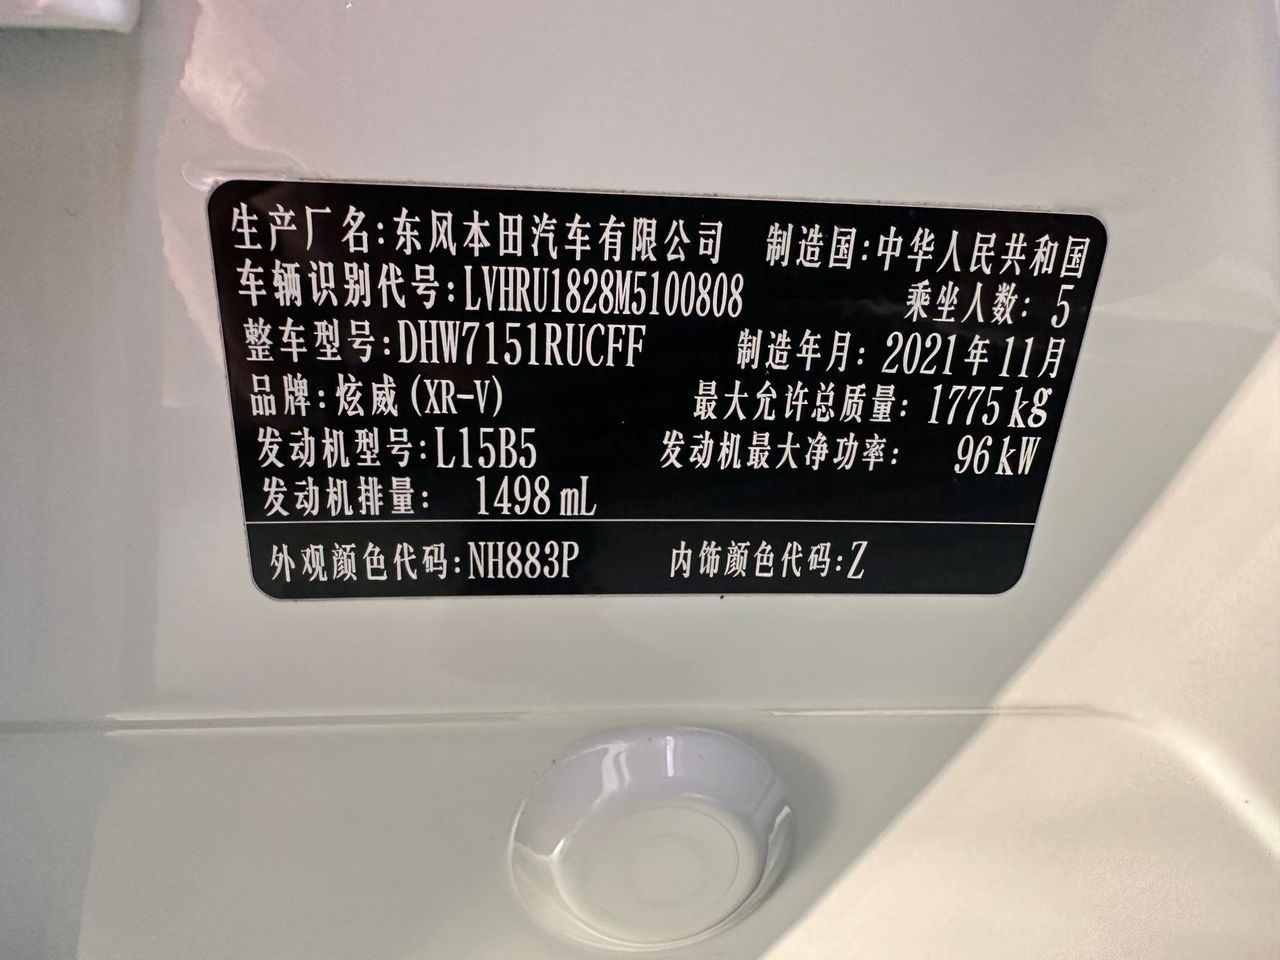 生产厂名:东风本田汽车有限公司 制造国:中华人民共和国
车辆识别代号:LVHRU1828M5100808 乘坐人数: 5
整车型号:DHW7151RUCFF 制造年月: 2021年11月
品牌:炫威(XR-V) 最大允许总质量: 1775kg
发动机型号:L15B5 发动机最大净功率: 96kW
发动机排量: 1498mL
外观颜色代码:NH883P 内饰颜色代码:Z